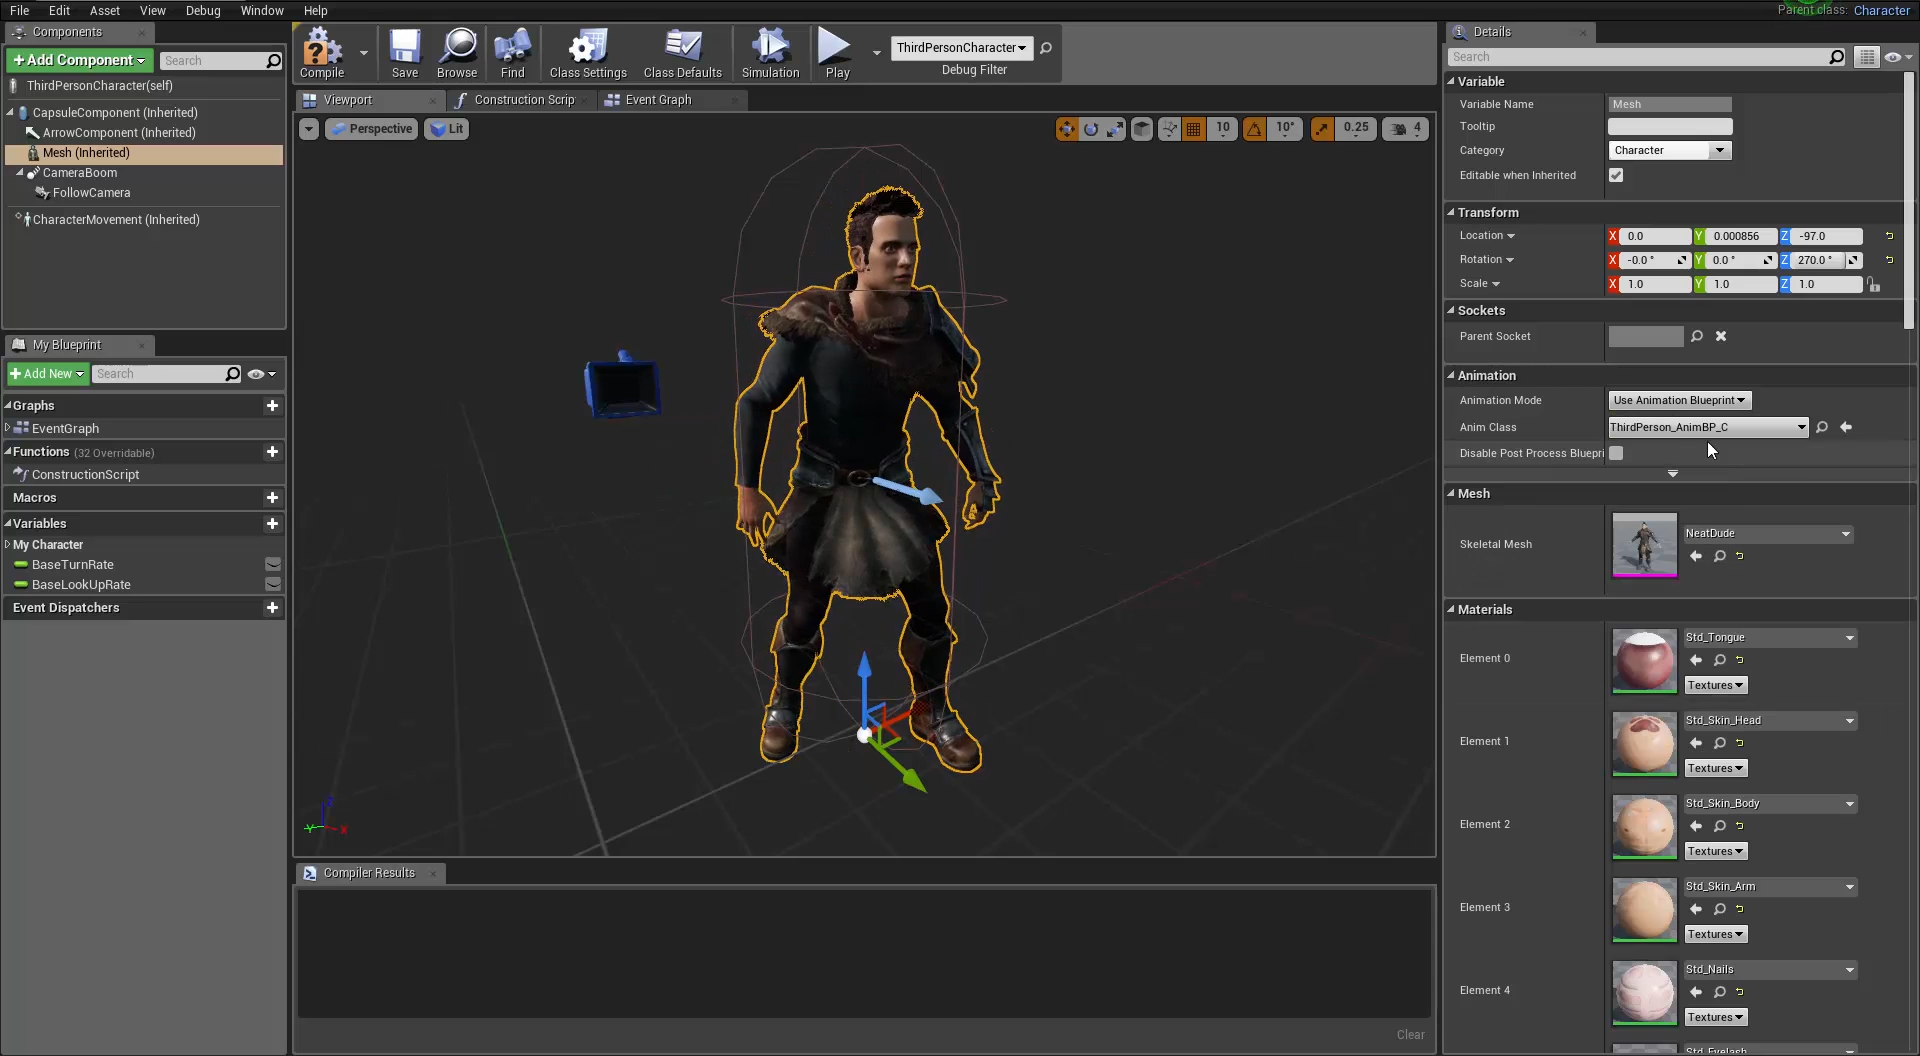 File Edit Asset View Debug Window Help
Parent class: Character
Components
+Add Component
Search
ThirdPersonCharacter(self)
CapsuleComponent (Inherited)
ArrowComponent (Inherited)
Mesh (Inherited)
CameraBoom
FollowCamera
CharacterMovement (Inherited)
My Blueprint
+Add New
Search
Graphs
EventGraph
Functions (32 Overridable)
ConstructionScript
Macros
Variables
My Character
BaseTurnRate
BaseLookUpRate
Event Dispatchers
Compile
Save
Browse
Find
Class Settings
Class Defaults
Simulation
Play
ThirdPersonCharacter
Debug Filter
Viewport
Construction Scrip
Event Graph
Perspective
Lit
10
10°
0.25
4
Z
Y
X
Compiler Results
Clear
Details
Search
Variable
Variable Name Mesh
Tooltip
Category Character
Editable when Inherited
Transform
Location X 0.0 Y 0.000856 Z -97.0
Rotation X -0.0 ° Y 0.0 ° Z 270.0 °
Scale X 1.0 Y 1.0 Z 1.0
Sockets
Parent Socket
Animation
Animation Mode Use Animation Blueprint
Anim Class ThirdPerson_AnimBP_C
Disable Post Process Bluepri
Mesh
Skeletal Mesh NeatDude
Materials
Element 0 Std_Tongue
Textures
Element 1 Std_Skin_Head
Textures
Element 2 Std_Skin_Body
Textures
Element 3 Std_Skin_Arm
Textures
Element 4 Std_Nails
Textures
Std_Eyelash